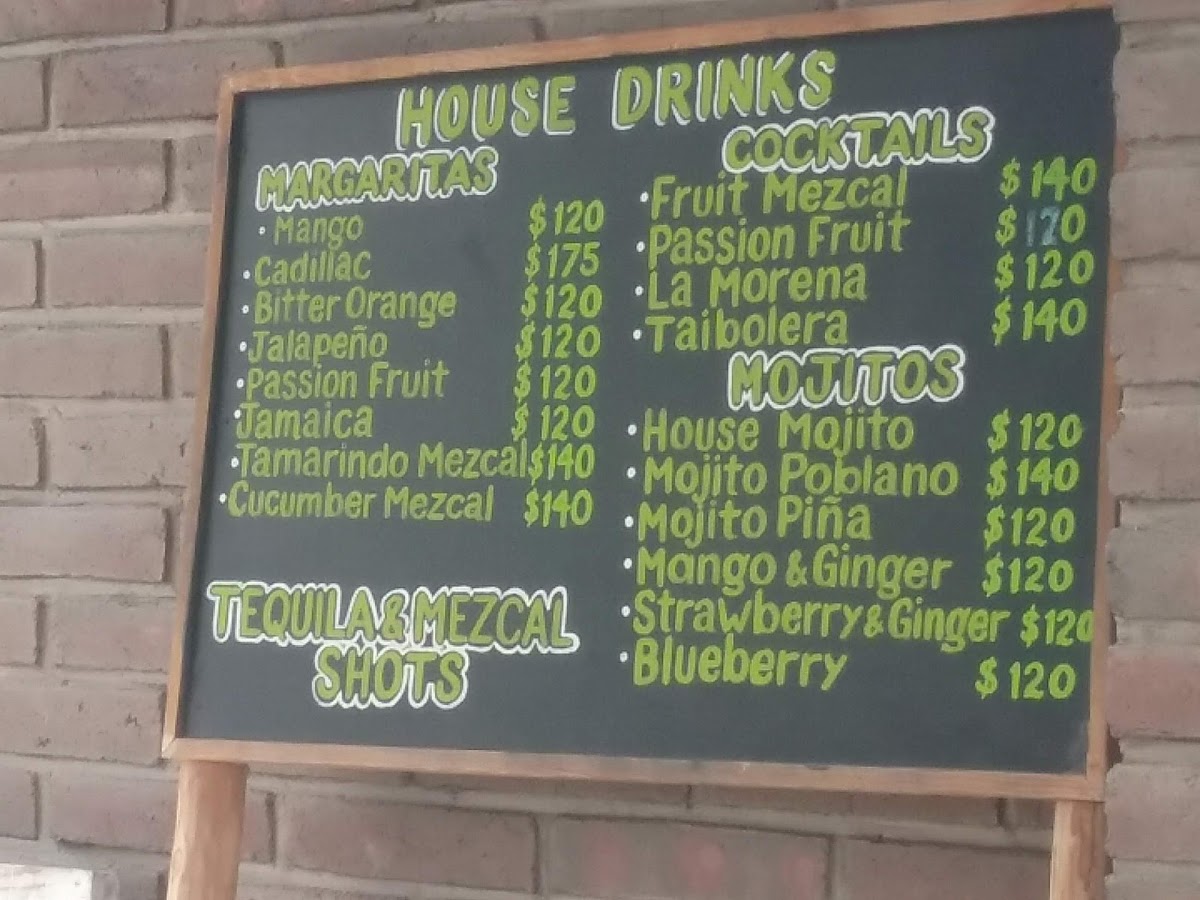 HOUSE DRINKS
MARGARITAS
• Mango $120
• Cadillac $175
• Bitter Orange $120
• Jalapeño $120
• Passion Fruit $120
• Jamaica $120
• Tamarindo Mezcal $140
• Cucumber Mezcal $140
TEQUILA & MEZCAL
SHOTS
COCKTAILS
• Fruit Mezcal $140
• Passion Fruit $120
• La Morena $120
• Taibolera $140
MOJITOS
• House Mojito $120
• Mojito Poblano $140
• Mojito Piña $120
• Mango & Ginger $120
• Strawberry & Ginger $120
• Blueberry $120